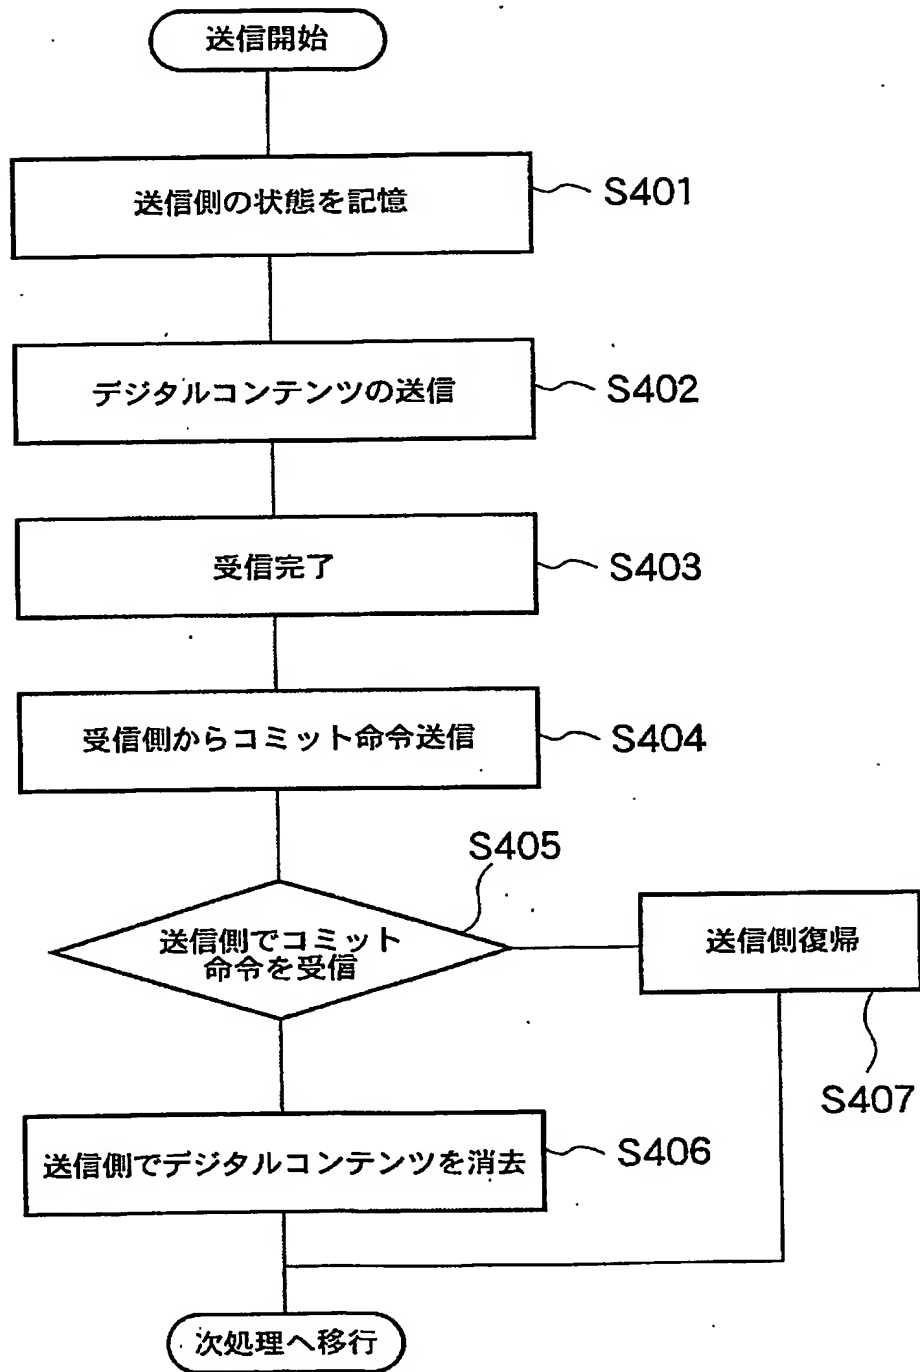 送信開始
送信側の状態を記憶
S401
デジタルコンテンツの送信
S402
受信完了
S403
受信側からコミット命令送信
S404
S405
送信側でコミット
命令を受信
送信側復帰
S407
送信側でデジタルコンテンツを消去
S406
次処理へ移行